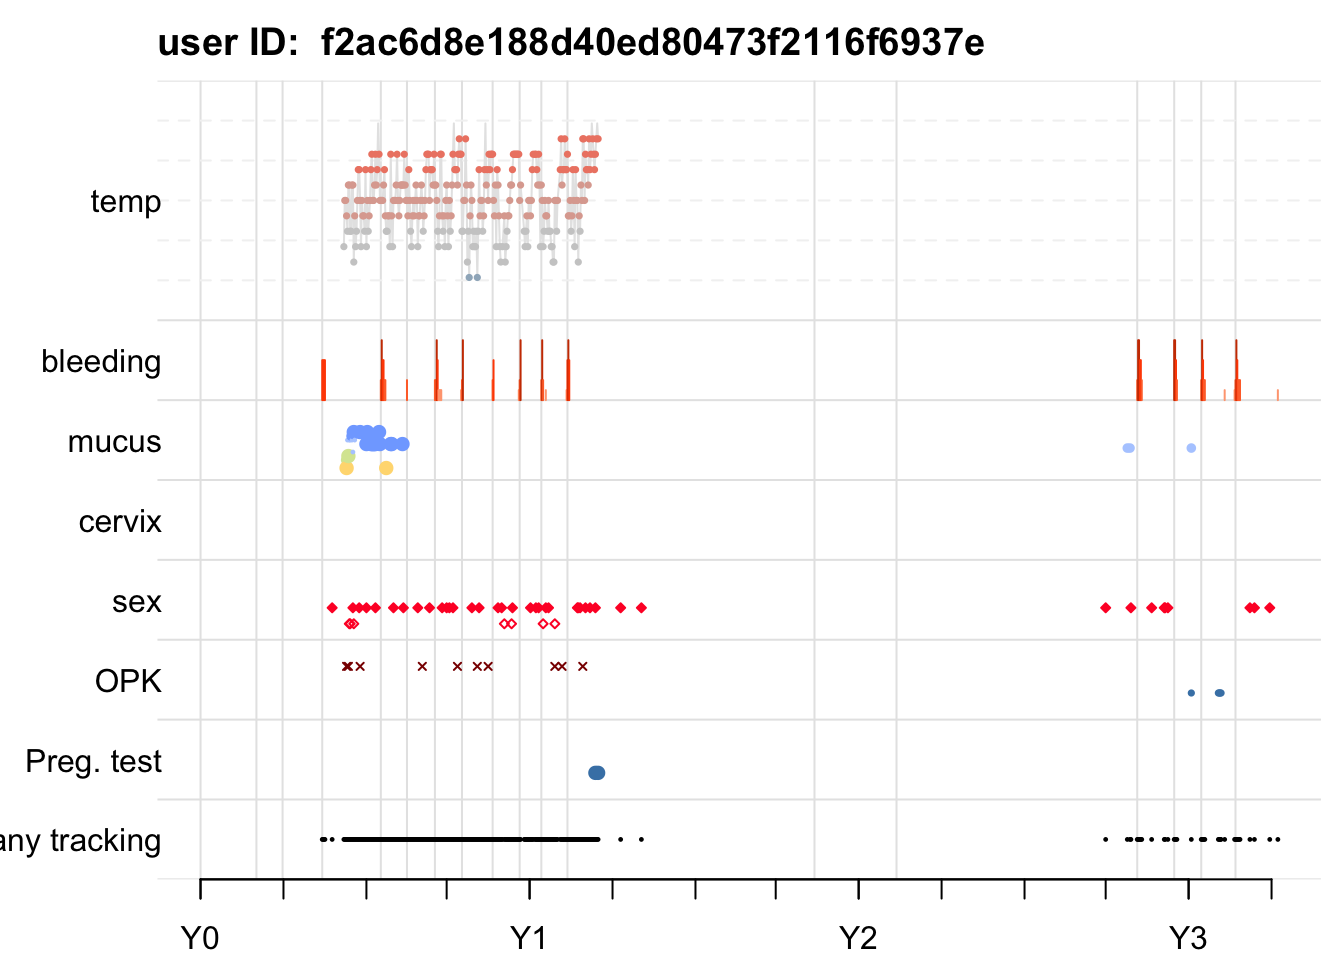 user ID:  f2ac6d8e188d40ed80473f2116f6937e
temp
bleeding
mucus
cervix
sex
OPK
Preg. test
any tracking
Y0 Y1 Y2 Y3